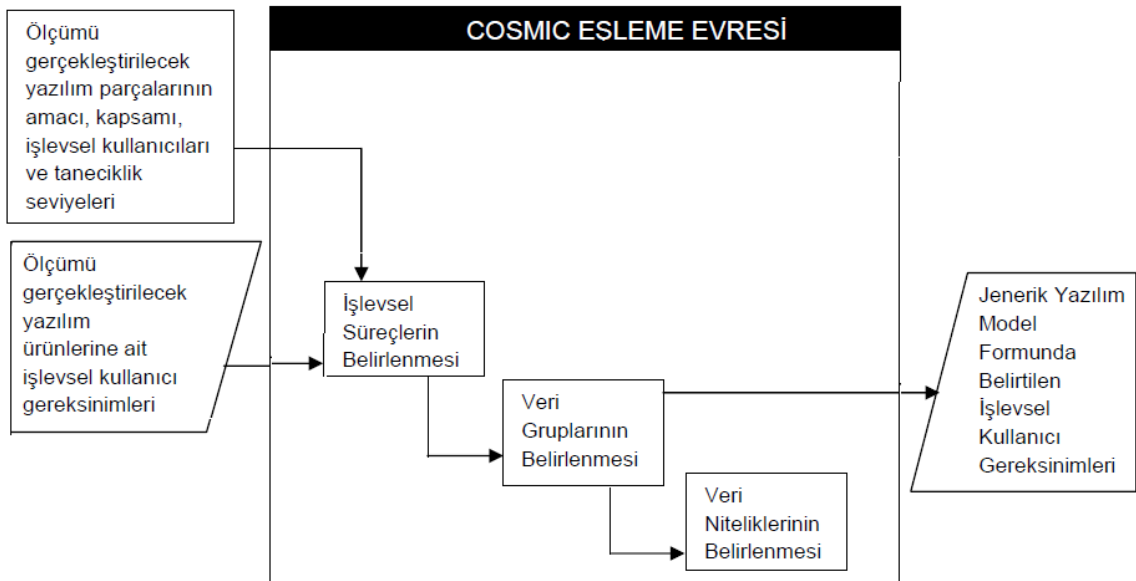 COSMIC EŞLEME EVRESİ
Ölçümü
gerçekleştirilecek
yazılım parçalarının
amacı, kapsamı,
işlevsel kullanıcıları
ve taneciklik
seviyeleri
Ölçümü
gerçekleştirilecek
yazılım
ürünlerine ait
işlevsel kullanıcı
gereksinimleri
İşlevsel
Süreçlerin
Belirlenmesi
Veri
Gruplarının
Belirlenmesi
Veri
Niteliklerinin
Belirlenmesi
Jenerik Yazılım
Model
Formunda
Belirtilen
İşlevsel
Kullanıcı
Gereksinimleri